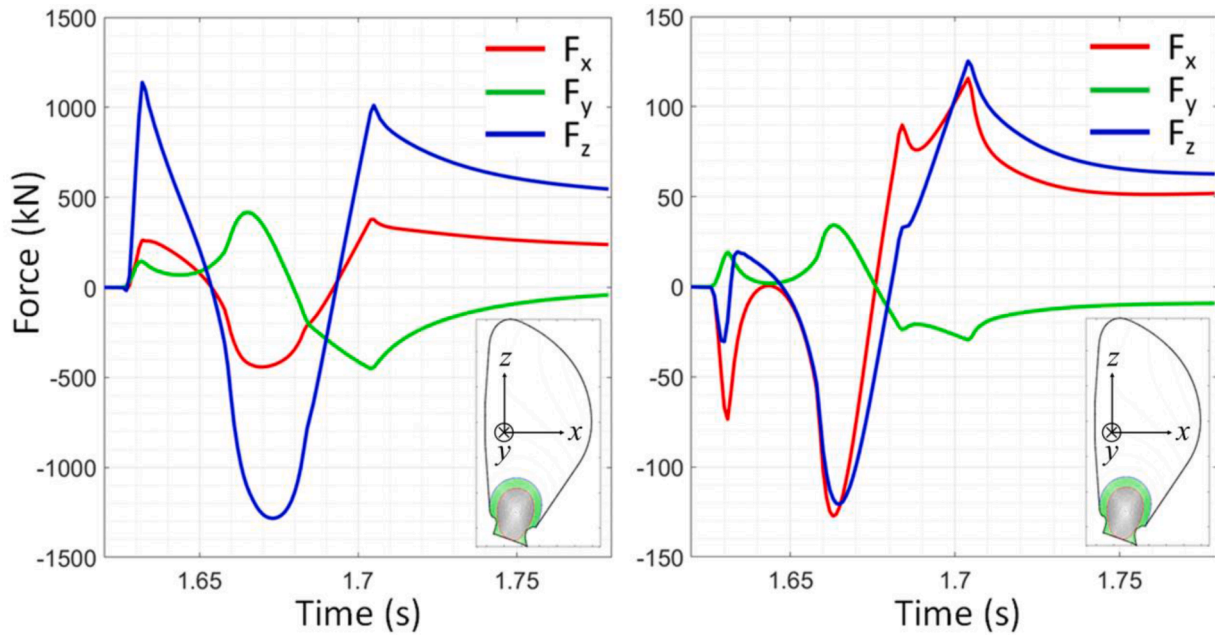 1500
1000
500
0
-500
-1000
-1500
Force (kN)
F_x
F_y
F_z
z
x
y
1.65
1.7
1.75
Time (s)
150
100
50
0
-50
-100
-150
F_x
F_y
F_z
z
x
y
1.65
1.7
1.75
Time (s)